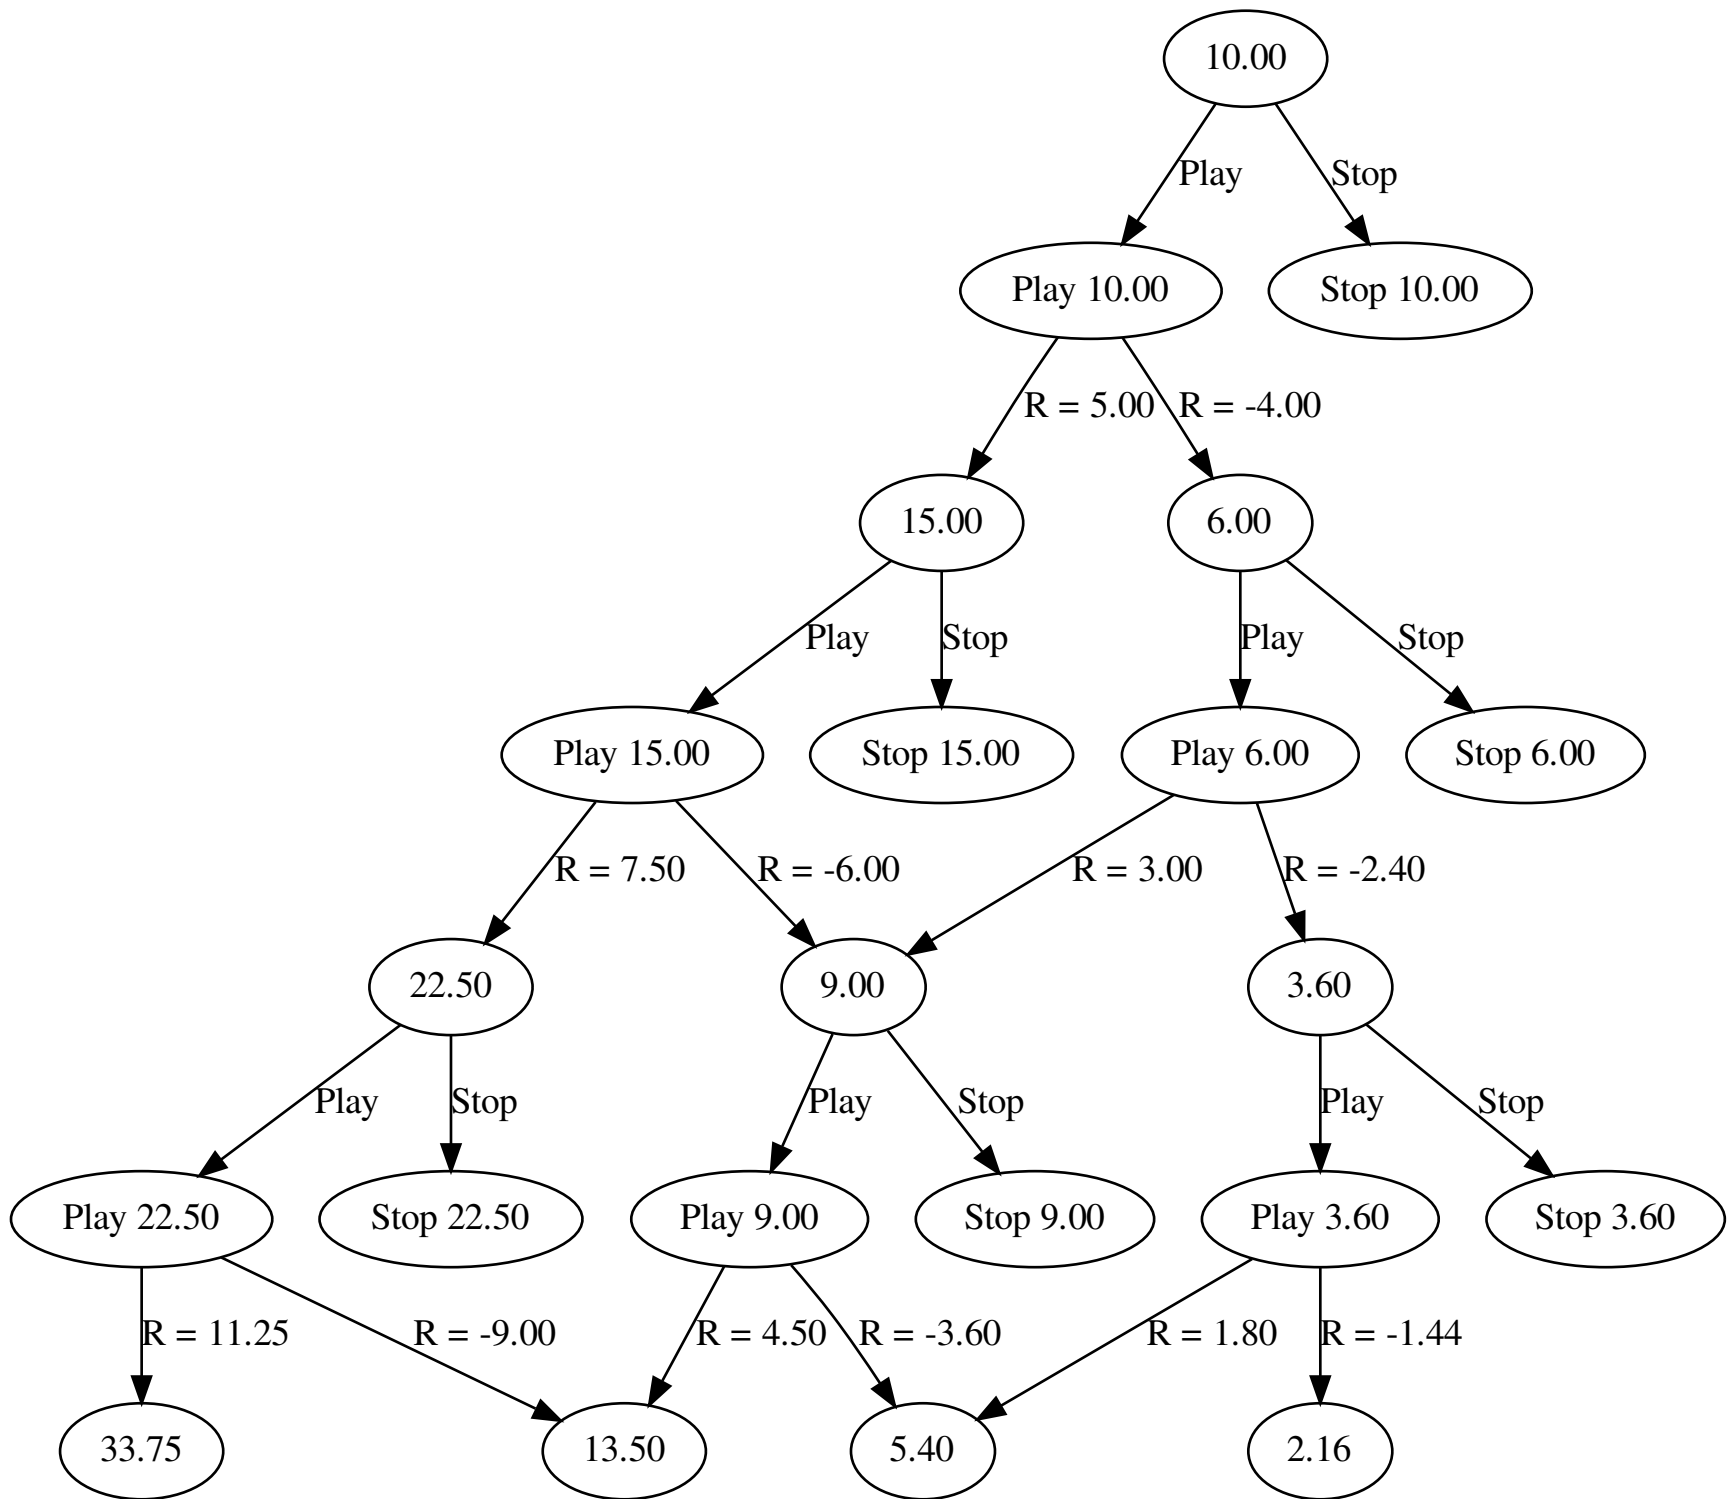 10.00
Play
Stop
Play 10.00
Stop 10.00
R = 5.00
R = -4.00
15.00
6.00
Play
Stop
Play
Stop
Play 15.00
Stop 15.00
Play 6.00
Stop 6.00
R = 7.50
R = -6.00
R = 3.00
R = -2.40
22.50
9.00
3.60
Play
Stop
Play
Stop
Play
Stop
Play 22.50
Stop 22.50
Play 9.00
Stop 9.00
Play 3.60
Stop 3.60
R = 11.25
R = -9.00
R = 4.50
R = -3.60
R = 1.80
R = -1.44
33.75
13.50
5.40
2.16